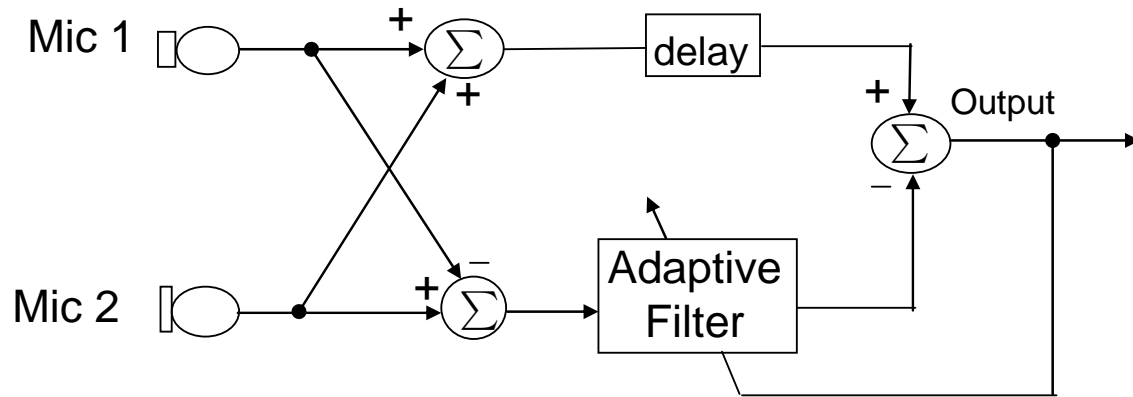 Mic 1
+
∑
+
delay
+
Output
∑
−
Mic 2
−
+
∑
Adaptive
Filter